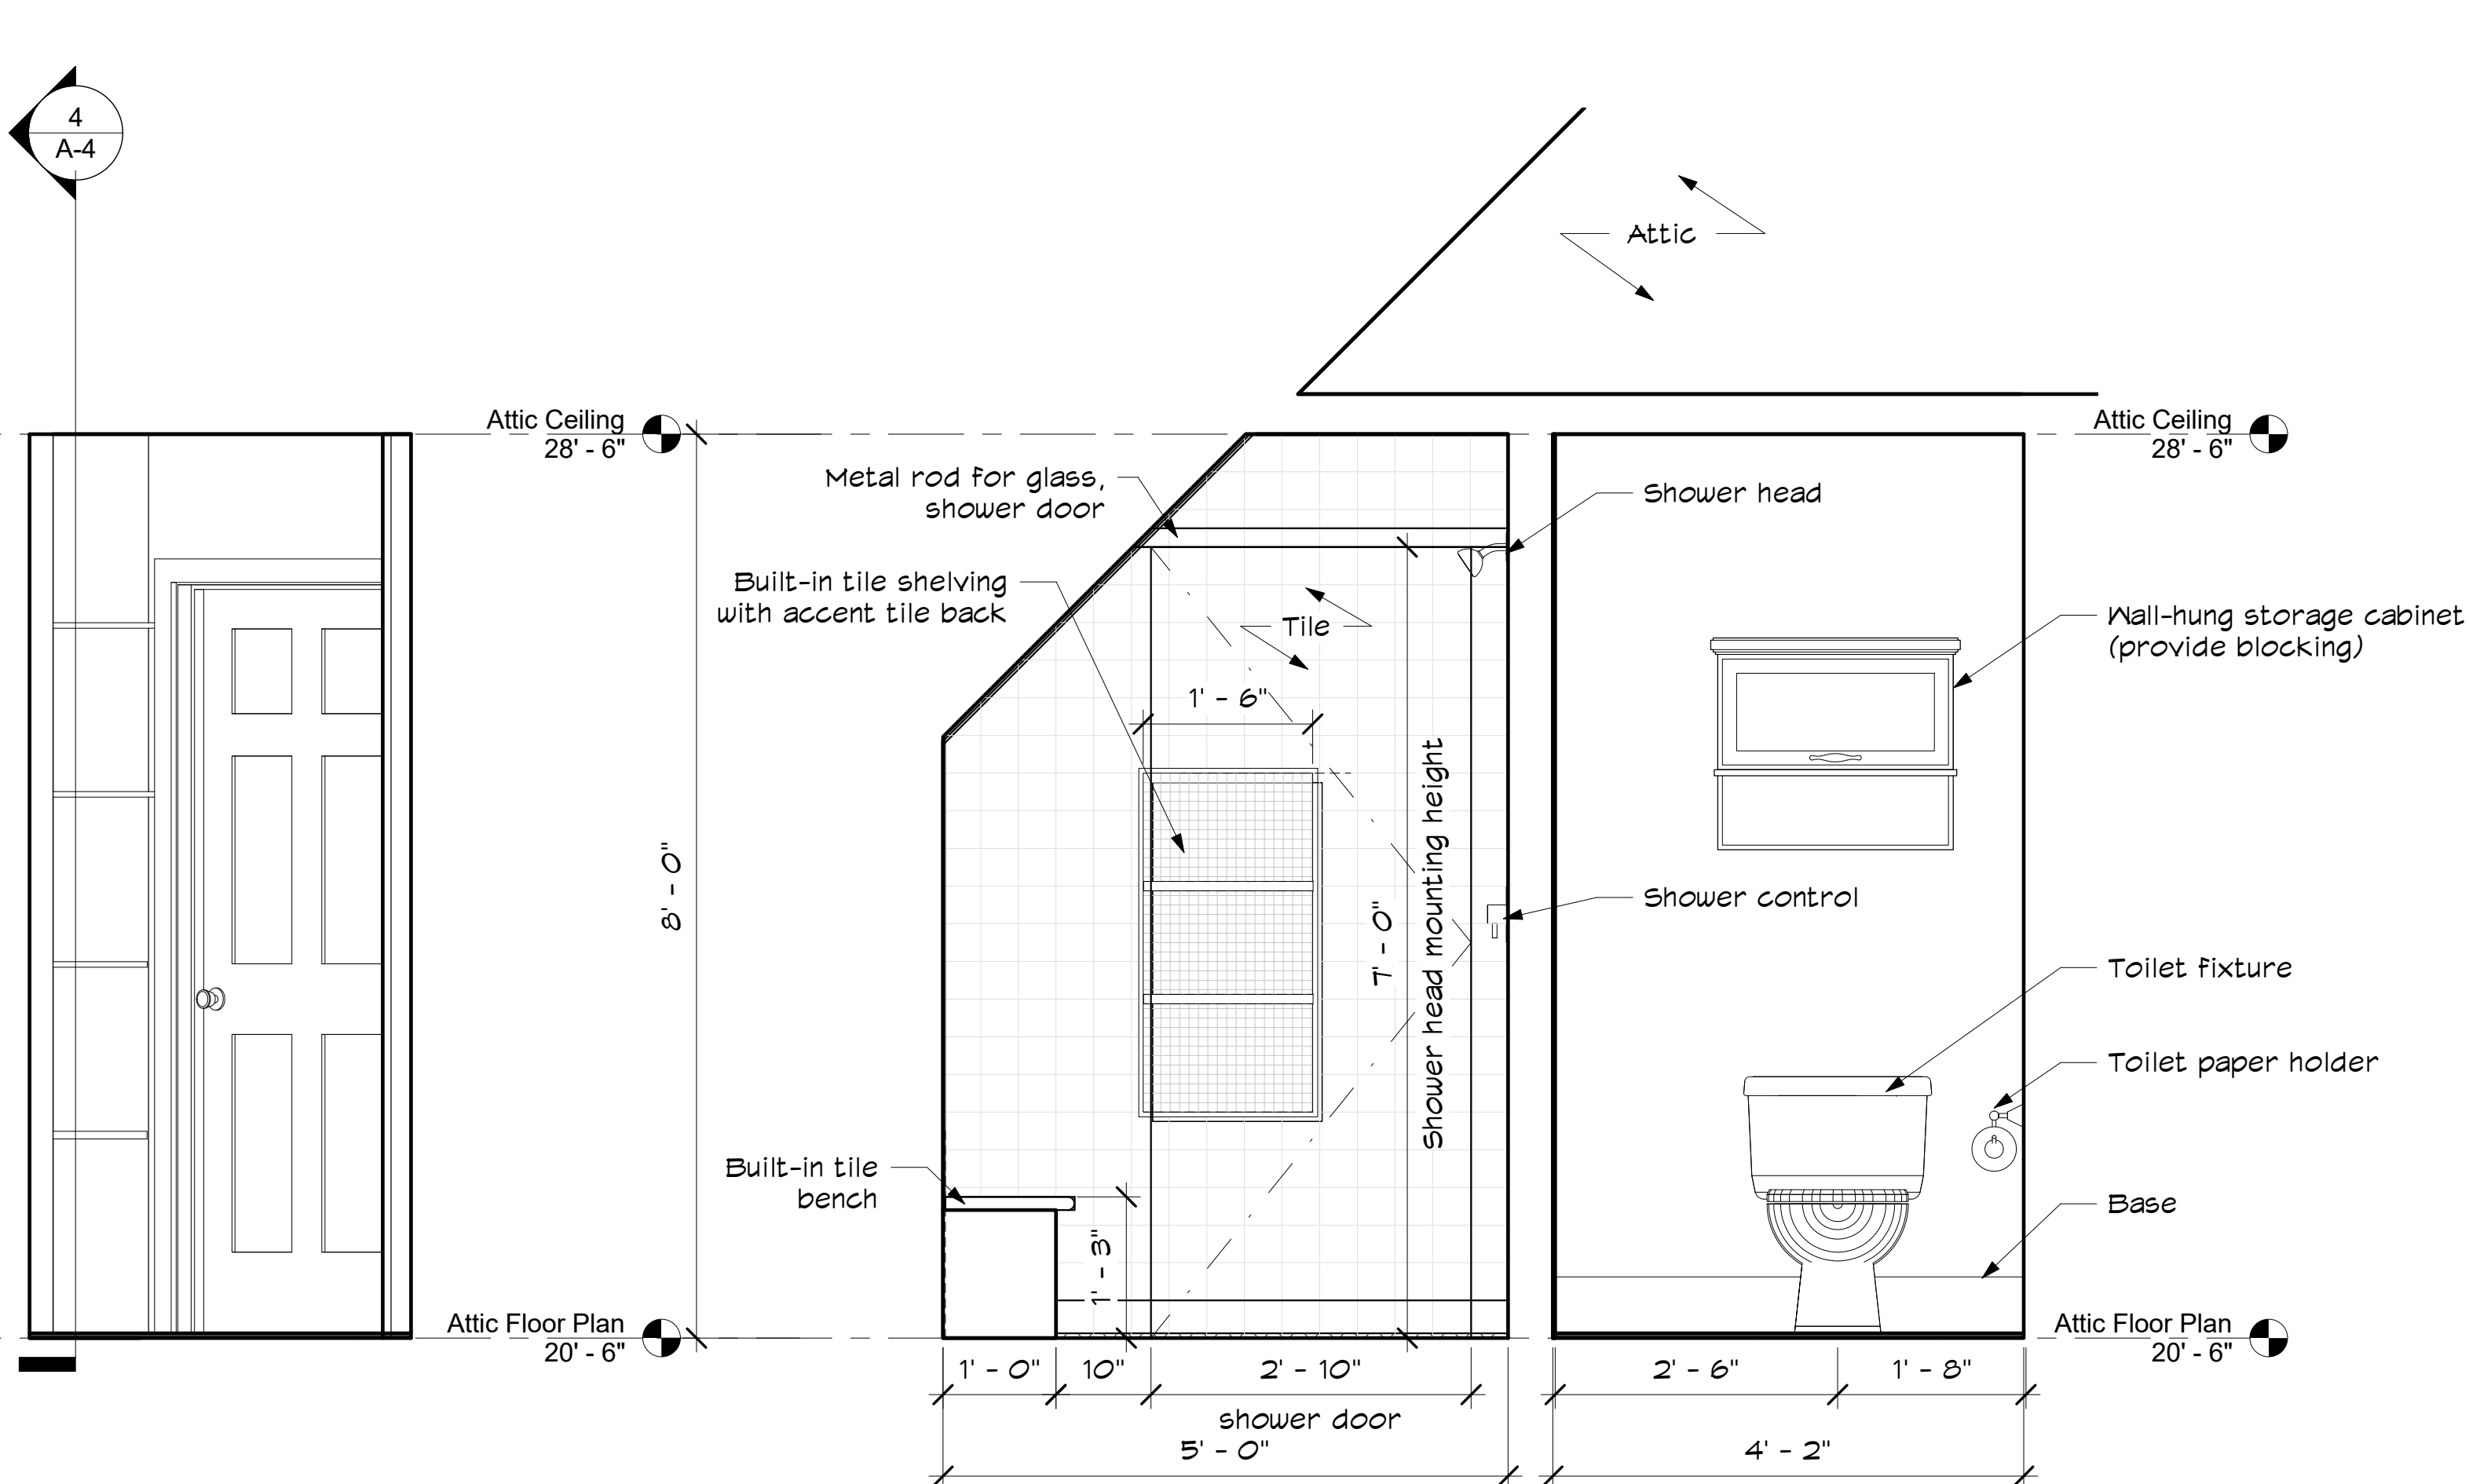 4
A-4
Attic
Attic Ceiling
28' - 6"
Attic Ceiling
28' - 6"
Metal rod for glass,
shower door
Shower head
Built-in tile shelving
with accent tile back
Tile
Wall-hung storage cabinet
(provide blocking)
1' - 6"
8' - 0"
7' - 0"
Shower head mounting height
Shower control
Toilet fixture
Toilet paper holder
Built-in tile
bench
1' - 3"
Base
Attic Floor Plan
20' - 6"
Attic Floor Plan
20' - 6"
1' - 0"
10"
2' - 10"
shower door
5' - 0"
2' - 6"
1' - 8"
4' - 2"